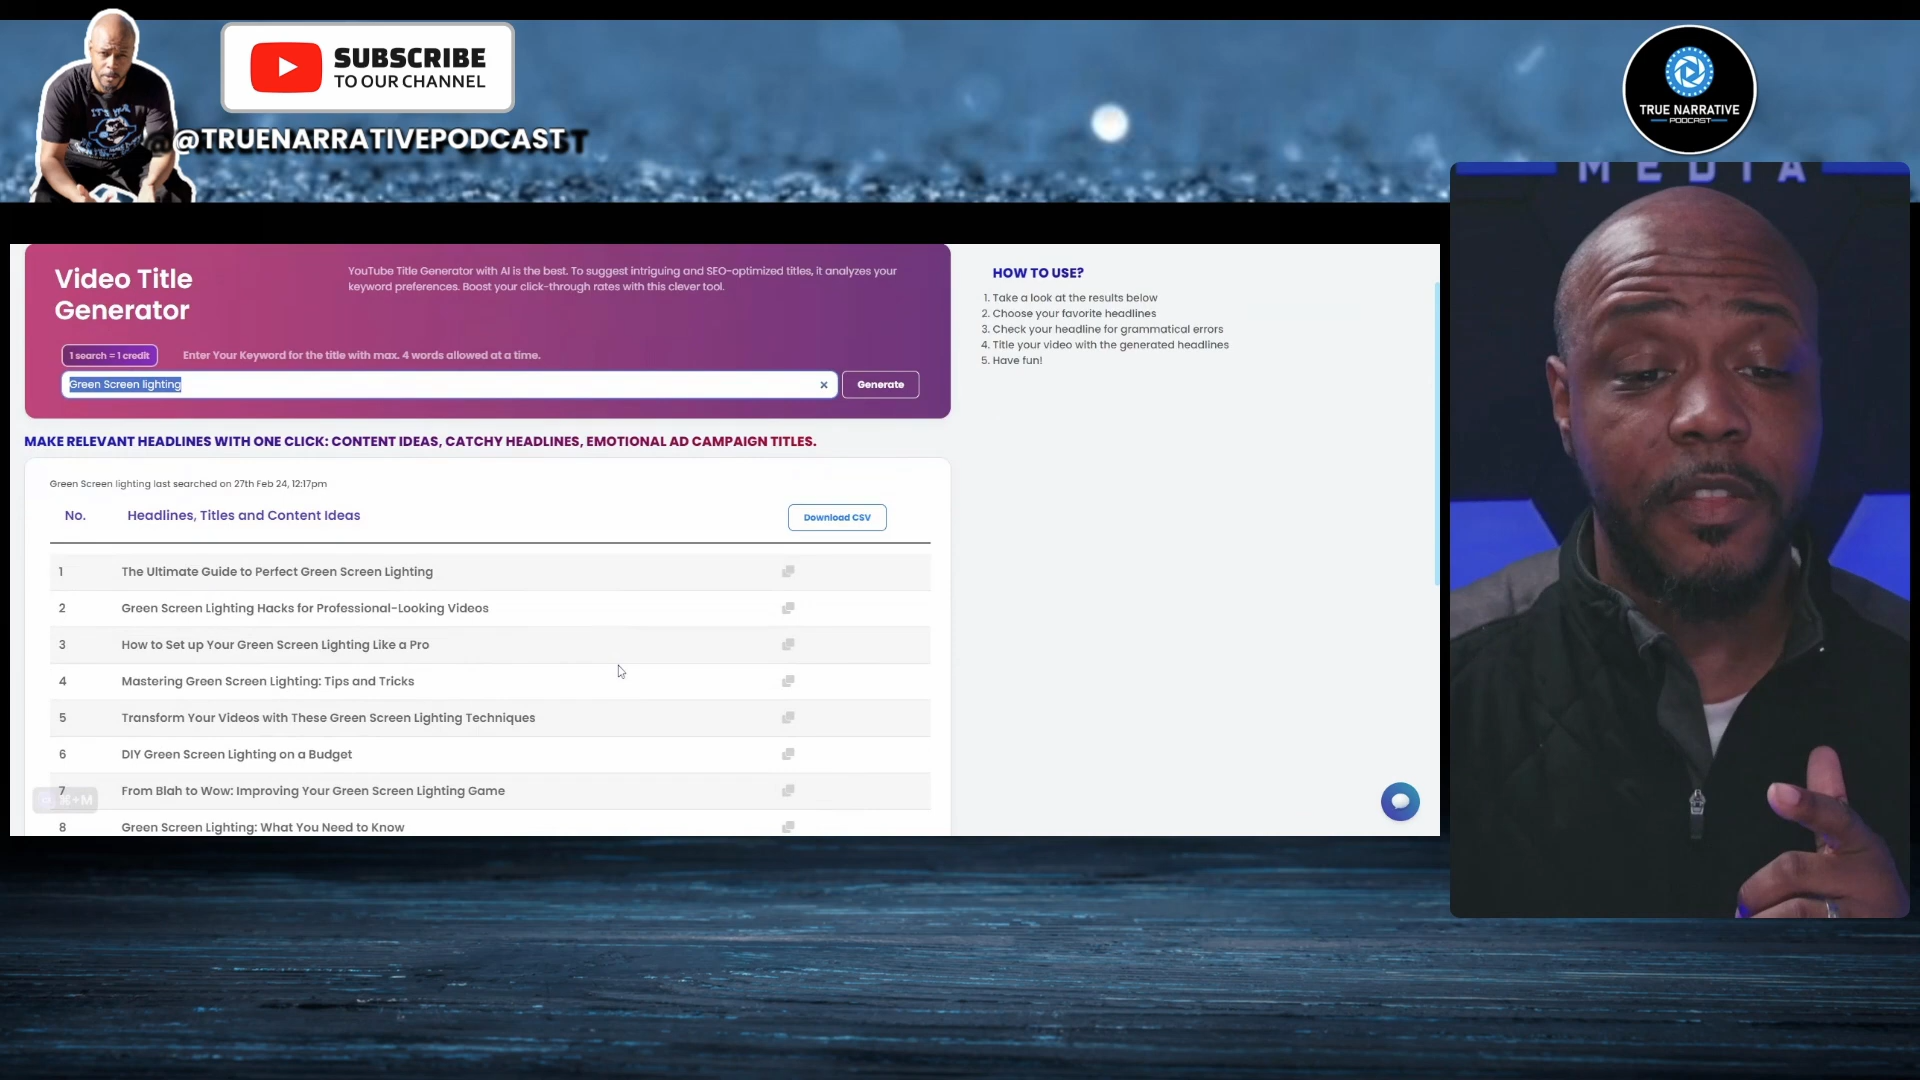 SUBSCRIBE
TO OUR CHANNEL
@TRUENARRATIVEPODCAST
TRUE NARRATIVE
PODCAST
MEDIA
Video Title
Generator
YouTube Title Generator with AI is the best. To suggest intriguing and SEO-optimized titles, it analyzes your
keyword preferences. Boost your click-through rates with this clever tool.
1 search = 1 credit
Enter Your Keyword for the title with max. 4 words allowed at a time.
Green Screen lighting
Generate
HOW TO USE?
1. Take a look at the results below
2. Choose your favorite headlines
3. Check your headline for grammatical errors
4. Title your video with the generated headlines
5. Have fun!
MAKE RELEVANT HEADLINES WITH ONE CLICK: CONTENT IDEAS, CATCHY HEADLINES, EMOTIONAL AD CAMPAIGN TITLES.
Green Screen lighting last searched on 27th Feb 24, 12:17pm
No. Headlines, Titles and Content Ideas
Download CSV
1 The Ultimate Guide to Perfect Green Screen Lighting
2 Green Screen Lighting Hacks for Professional-Looking Videos
3 How to Set up Your Green Screen Lighting Like a Pro
4 Mastering Green Screen Lighting: Tips and Tricks
5 Transform Your Videos with These Green Screen Lighting Techniques
6 DIY Green Screen Lighting on a Budget
7 From Blah to Wow: Improving Your Green Screen Lighting Game
⌘+M
8 Green Screen Lighting: What You Need to Know